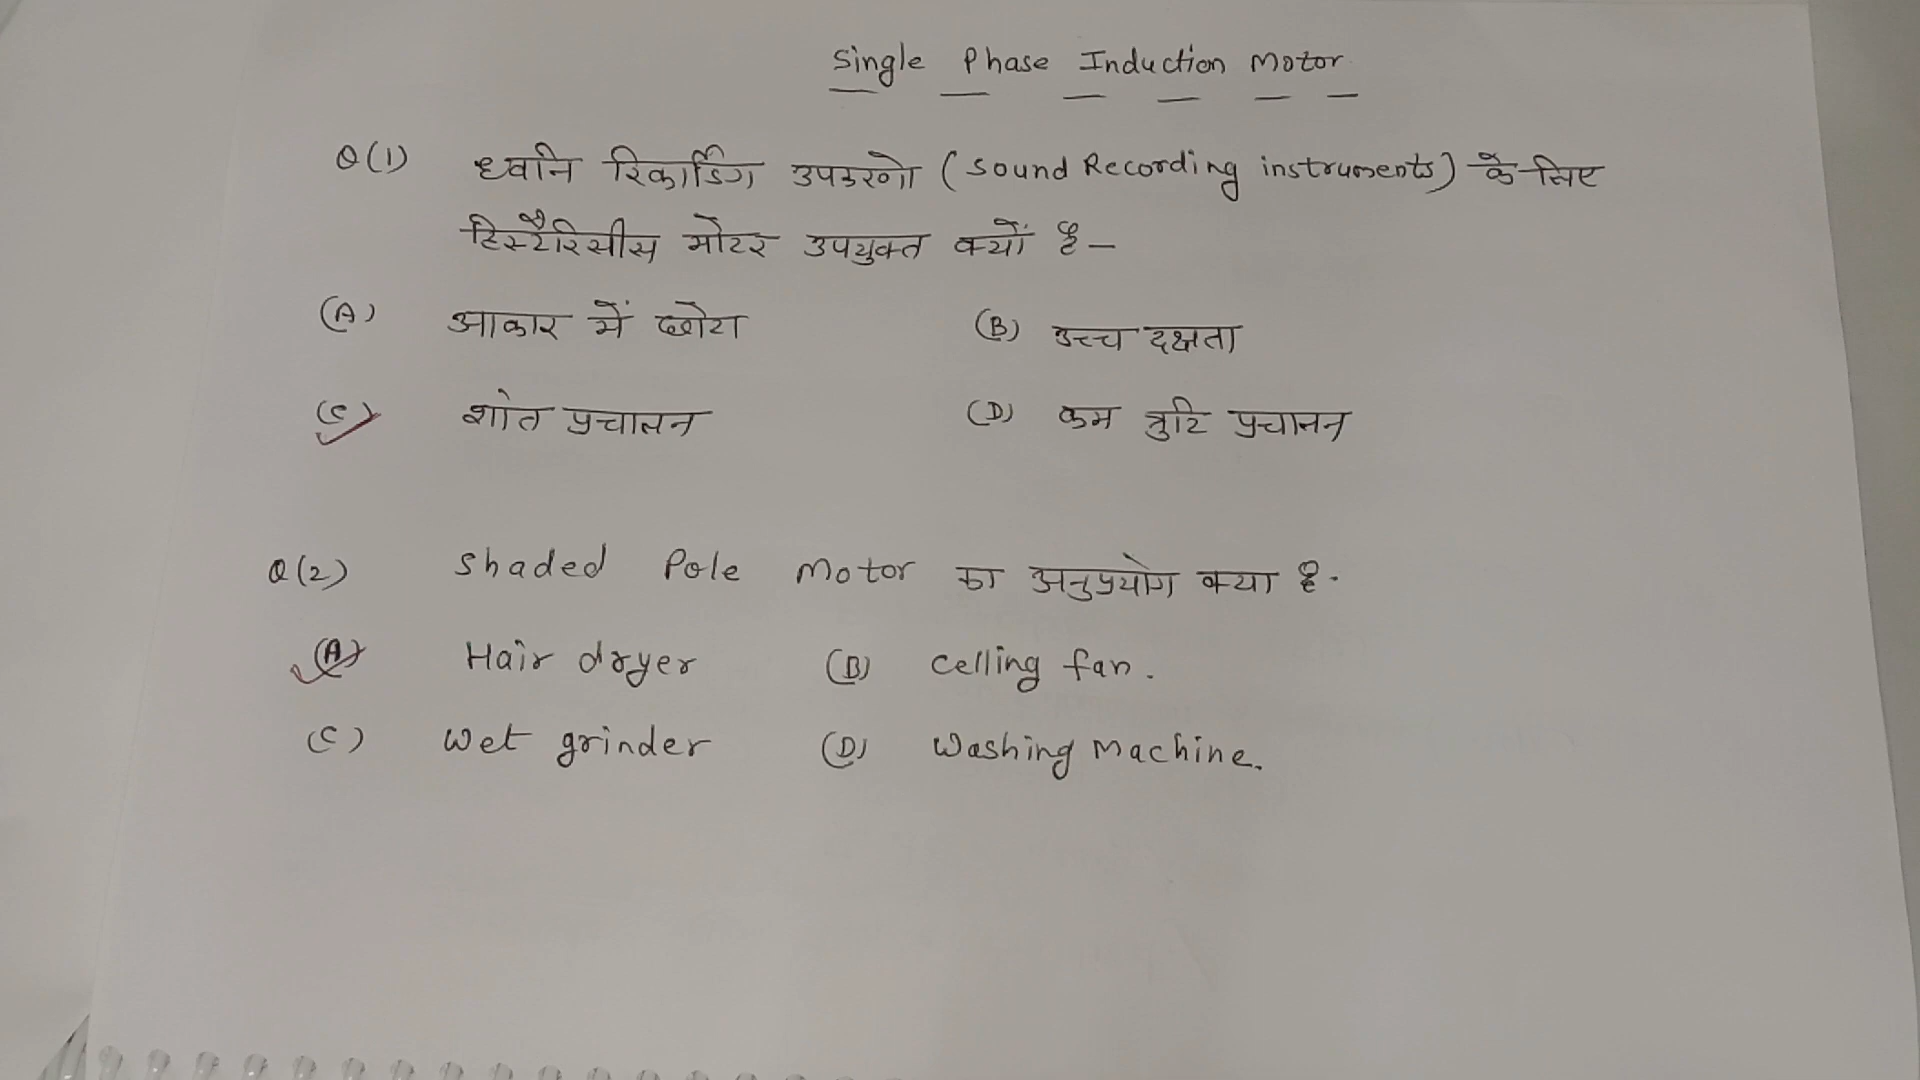 Single Phase Induction Motor
Q(1) ध्वनि रिकार्डिंग उपकरणो (Sound Recording instruments) के लिए
हिस्टैरिसीस मोटर उपयुक्त क्यों है –
(A) आकार में छोटा (B) उच्च दक्षता
(C) शांत प्रचालन (D) कम त्रुटि प्रचालन
Q(2) Shaded Pole Motor का अनुप्रयोग क्या है.
(A) Hair dryer (B) Celling fan.
(C) Wet grinder (D) Washing Machine.